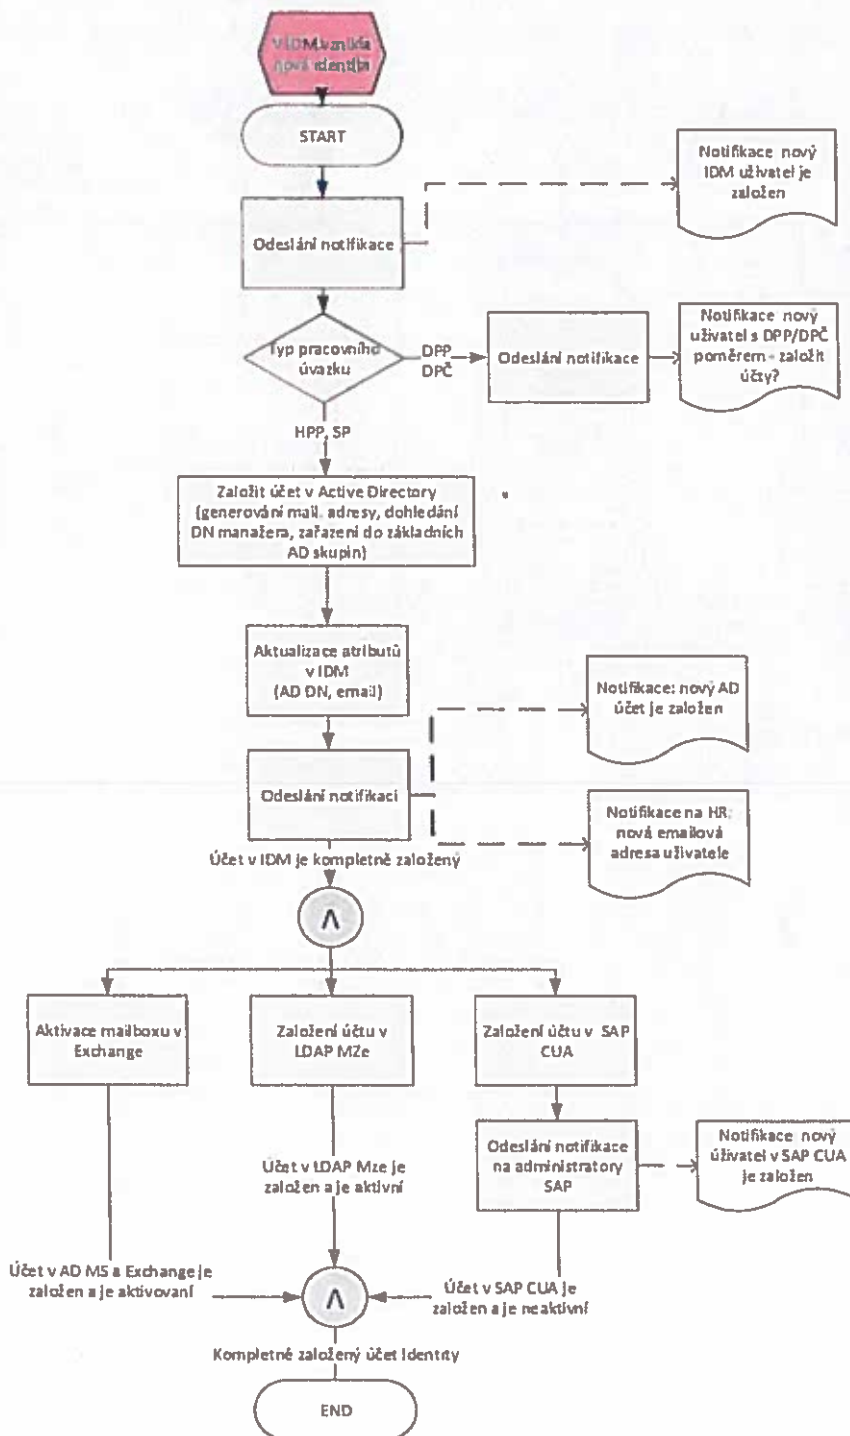 V IDM vznikla
nová identita
START
Notifikace nový
IDM uživatel je
založen
Odeslání notifikace
Typ pracovního
úvazku
DPP
DPČ
Odeslání notifikace
Notifikace nový
uživatel s DPP/DPČ
poměrem - založit
účty?
HPP, SP
Založit účet v Active Directory
(generování mail. adresy, dohledání
DN manažera, zařazení do základních
AD skupin)
Aktualizace atributů
v IDM
(AD DN, email)
Notifikace: nový AD
účet je založen
Odeslání notifikací
Notifikace na HR:
nová emailová
adresa uživatele
Účet v IDM je kompletně založený
Λ
Aktivace mailboxu v
Exchange
Založení účtu v
LDAP MZe
Založení účtu v SAP
CUA
Odeslání notifikace
na administratory
SAP
Notifikace nový
úživatel v SAP CUA
je založen
Účet v LDAP Mze je
založen a je aktivní
Účet v AD MS a Exchange je
založen a je aktivovaní
Λ
Účet v SAP CUA je
založen a je neaktivní
Kompletně založený účet Identity
END